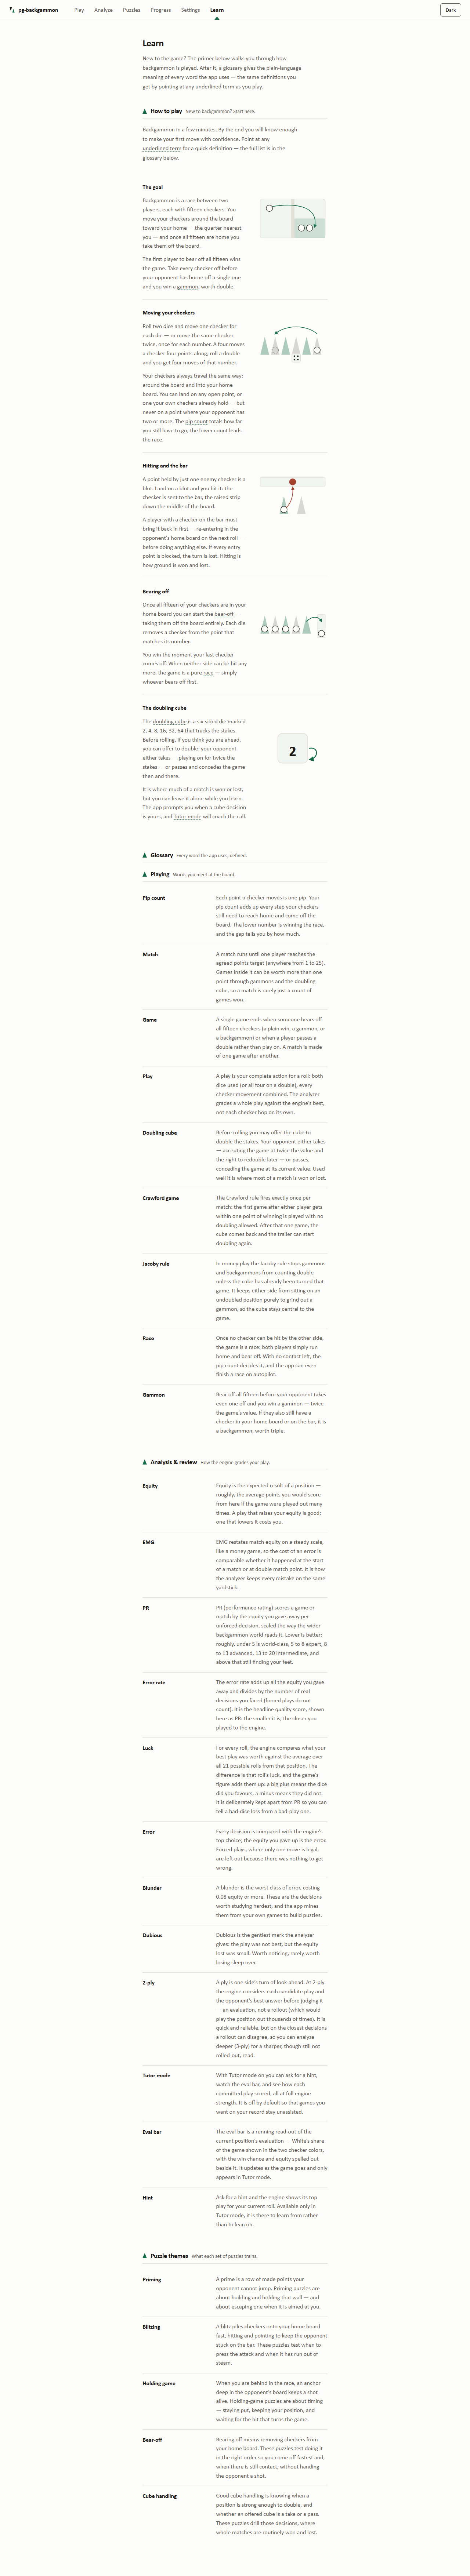 pg-backgammon Play Analyze Puzzles Progress Settings Learn Dark
Learn
New to the game? The primer below walks you through how
backgammon is played. After it, a glossary gives the plain-language
meaning of every word the app uses — the same definitions you
get by pointing at any underlined term as you play.
How to play New to backgammon? Start here.
Backgammon in a few minutes. By the end you will know enough
to make your first move with confidence. Point at any
underlined term for a quick definition — the full list is in the
glossary below.
The goal
Backgammon is a race between two
players, each with fifteen checkers. You
move your checkers around the board
toward your home — the quarter nearest
you — and once all fifteen are home you
take them off the board.
The first player to bear off all fifteen wins
the game. Take every checker off before
your opponent has borne off a single one
and you win a gammon, worth double.
Moving your checkers
Roll two dice and move one checker for
each die — or move the same checker
twice, once for each number. A four moves
a checker four points along; roll a double
and you get four moves of that number.
Your checkers always travel the same way:
around the board and into your home
board. You can land on any open point, or
one your own checkers already hold — but
never on a point where your opponent has
two or more. The pip count totals how far
you still have to go; the lower count leads
the race.
Hitting and the bar
A point held by just one enemy checker is a
blot. Land on a blot and you hit it: the
checker is sent to the bar, the raised strip
down the middle of the board.
A player with a checker on the bar must
bring it back in first — re-entering in the
opponent's home board on the next roll —
before doing anything else. If every entry
point is blocked, the turn is lost. Hitting is
how ground is won and lost.
Bearing off
Once all fifteen of your checkers are in your
home board you can start the bear-off —
taking them off the board entirely. Each die
removes a checker from the point that
matches its number.
You win the moment your last checker
comes off. When neither side can be hit any
more, the game is a pure race — simply
whoever bears off first.
The doubling cube
The doubling cube is a six-sided die marked
2, 4, 8, 16, 32, 64 that tracks the stakes.
Before rolling, if you think you are ahead,
you can offer to double: your opponent
either takes — playing on for twice the
stakes — or passes and concedes the game
then and there.
2
It is where much of a match is won or lost,
but you can leave it alone while you learn.
The app prompts you when a cube decision
is yours, and Tutor mode will coach the call.
Glossary Every word the app uses, defined.
Playing Words you meet at the board.
Pip count
Each point a checker moves is one pip. Your
pip count adds up every step your checkers
still need to reach home and come off the
board. The lower number is winning the race,
and the gap tells you by how much.
Match
A match runs until one player reaches the
agreed points target (anywhere from 1 to 25).
Games inside it can be worth more than one
point through gammons and the doubling
cube, so a match is rarely just a count of
games won.
Game
A single game ends when someone bears off
all fifteen checkers (a plain win, a gammon, or
a backgammon) or when a player passes a
double rather than play on. A match is made
of one game after another.
Play
A play is your complete action for a roll: both
dice used (or all four on a double), every
checker movement combined. The analyzer
grades a whole play against the engine's best,
not each checker hop on its own.
Doubling cube
Before rolling you may offer the cube to
double the stakes. Your opponent either takes
— accepting the game at twice the value and
the right to redouble later — or passes,
conceding the game at its current value. Used
well it is where most of a match is won or lost.
Crawford game
The Crawford rule fires exactly once per
match: the first game after either player gets
within one point of winning is played with no
doubling allowed. After that one game, the
cube comes back and the trailer can start
doubling again.
Jacoby rule
In money play the Jacoby rule stops gammons
and backgammons from counting double
unless the cube has already been turned that
game. It keeps either side from sitting on an
undoubled position purely to grind out a
gammon, so the cube stays central to the
game.
Race
Once no checker can be hit by the other side,
the game is a race: both players simply run
home and bear off. With no contact left, the
pip count decides it, and the app can even
finish a race on autopilot.
Gammon
Bear off all fifteen before your opponent takes
even one off and you win a gammon — twice
the game's value. If they also still have a
checker in your home board or on the bar, it is
a backgammon, worth triple.
Analysis & review How the engine grades your play.
Equity
Equity is the expected result of a position —
roughly, the average points you would score
from here if the game were played out many
times. A play that raises your equity is good;
one that lowers it costs you.
EMG
EMG restates match equity on a steady scale,
like a money game, so the cost of an error is
comparable whether it happened at the start
of a match or at double match point. It is how
the analyzer keeps every mistake on the same
yardstick.
PR
PR (performance rating) scores a game or
match by the equity you gave away per
unforced decision, scaled the way the wider
backgammon world reads it. Lower is better:
roughly, under 5 is world-class, 5 to 8 expert, 8
to 13 advanced, 13 to 20 intermediate, and
above that still finding your feet.
Error rate
The error rate adds up all the equity you gave
away and divides by the number of real
decisions you faced (forced plays do not
count). It is the headline quality score, shown
here as PR: the smaller it is, the closer you
played to the engine.
Luck
For every roll, the engine compares what your
best play was worth against the average over
all 21 possible rolls from that position. The
difference is that roll's luck, and the game's
figure adds them up: a big plus means the dice
did you favours, a minus means they did not.
It is deliberately kept apart from PR so you can
tell a bad-dice loss from a bad-play one.
Error
Every decision is compared with the engine's
top choice; the equity you gave up is the error.
Forced plays, where only one move is legal,
are left out because there was nothing to get
wrong.
Blunder
A blunder is the worst class of error, costing
0.08 equity or more. These are the decisions
worth studying hardest, and the app mines
them from your own games to build puzzles.
Dubious
Dubious is the gentlest mark the analyzer
gives: the play was not best, but the equity
lost was small. Worth noticing, rarely worth
losing sleep over.
2-ply
A ply is one side's turn of look-ahead. At 2-ply
the engine considers each candidate play and
the opponent's best answer before judging it
— an evaluation, not a rollout (which would
play the position out thousands of times). It is
quick and reliable, but on the closest decisions
a rollout can disagree, so you can analyze
deeper (3-ply) for a sharper, though still not
rolled-out, read.
Tutor mode
With Tutor mode on you can ask for a hint,
watch the eval bar, and see how each
committed play scored, all at full engine
strength. It is off by default so that games you
want on your record stay unassisted.
Eval bar
The eval bar is a running read-out of the
current position's evaluation — White's share
of the game shown in the two checker colors,
with the win chance and equity spelled out
beside it. It updates as the game goes and only
appears in Tutor mode.
Hint
Ask for a hint and the engine shows its top
play for your current roll. Available only in
Tutor mode, it is there to learn from rather
than to lean on.
Puzzle themes What each set of puzzles trains.
Priming
A prime is a row of made points your
opponent cannot jump. Priming puzzles are
about building and holding that wall — and
about escaping one when it is aimed at you.
Blitzing
A blitz piles checkers onto your home board
fast, hitting and pointing to keep the opponent
stuck on the bar. These puzzles test when to
press the attack and when it has run out of
steam.
Holding game
When you are behind in the race, an anchor
deep in the opponent's board keeps a shot
alive. Holding-game puzzles are about timing
— staying put, keeping your position, and
waiting for the hit that turns the game.
Bear-off
Bearing off means removing checkers from
your home board. These puzzles test doing it
in the right order so you come off fastest and,
when there is still contact, without handing
the opponent a shot.
Cube handling
Good cube handling is knowing when a
position is strong enough to double, and
whether an offered cube is a take or a pass.
These puzzles drill those decisions, where
whole matches are routinely won and lost.